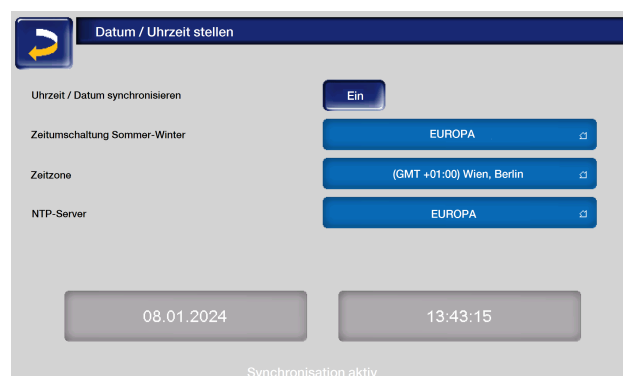 Datum / Uhrzeit stellen
Uhrzeit / Datum synchronisieren Ein
Zeitumschaltung Sommer-Winter EUROPA
Zeitzone (GMT +01:00) Wien, Berlin
NTP-Server EUROPA
08.01.2024 13:43:15
Synchronisation aktiv